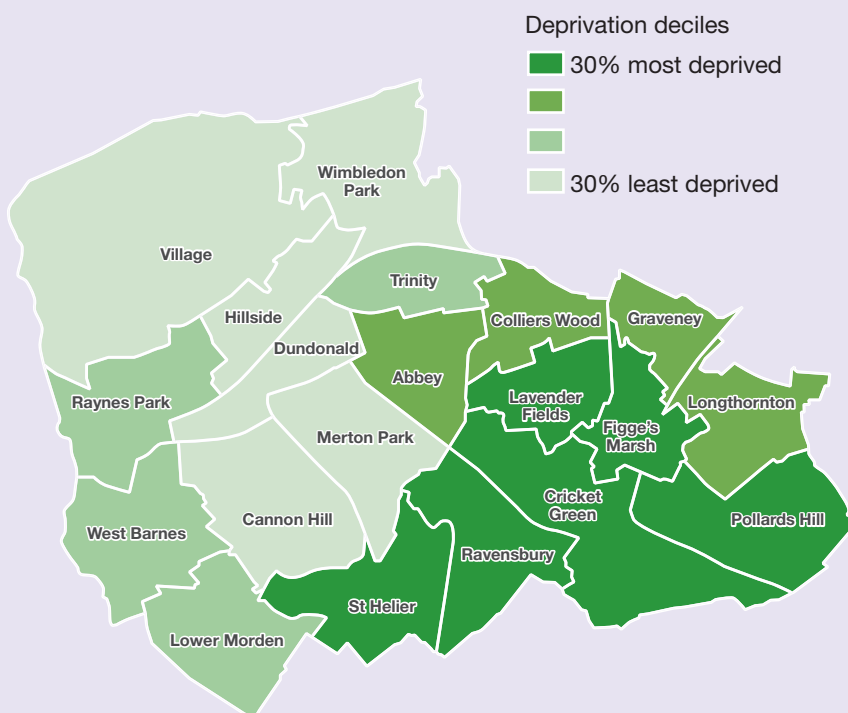 Deprivation deciles
30% most deprived
30% least deprived
Wimbledon
Park
Village
Trinity
Hillside
Colliers Wood
Graveney
Dundonald
Abbey
Raynes Park
Lavender
Fields
Longthornton
Figge's
Marsh
Merton Park
Cricket
Green
Cannon Hill
Pollards Hill
West Barnes
Ravensbury
St Helier
Lower Morden